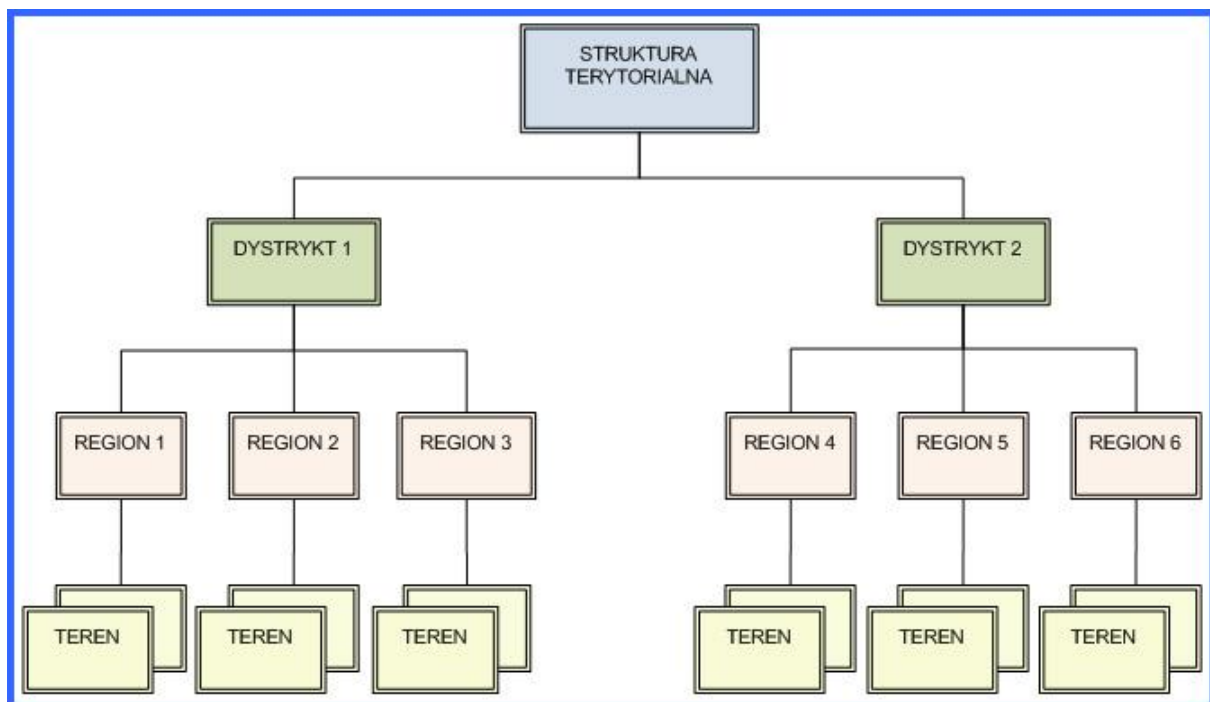 STRUKTURA
TERYTORIALNA
DYSTRYKT 1
DYSTRYKT 2
REGION 1
REGION 2
REGION 3
REGION 4
REGION 5
REGION 6
TEREN
TEREN
TEREN
TEREN
TEREN
TEREN